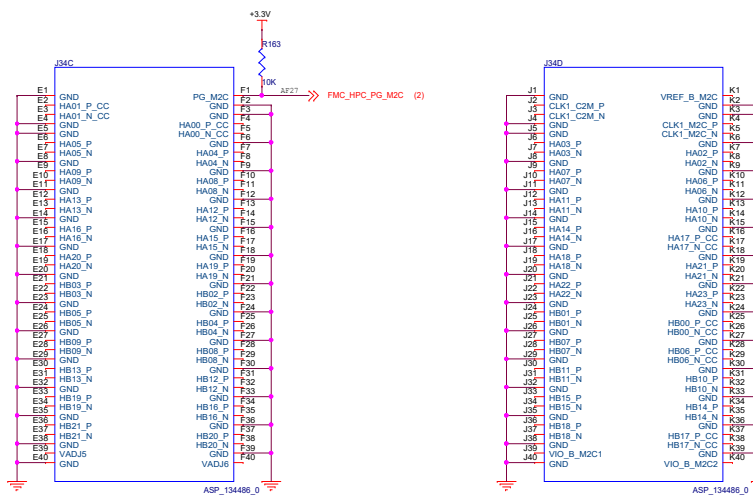 +3.3V
R163
10K
AF27
FMC_HPC_PG_M2C (2)
J34C
E1 GND PG_M2C F1
E2 HA01_P_CC GND F2
E3 HA01_N_CC GND F3
E4 GND HA00_P_CC F4
E5 GND HA00_N_CC F5
E6 HA05_P GND F6
E7 HA05_N HA04_P F7
E8 GND HA04_N F8
E9 HA09_P GND F9
E10 HA09_N HA08_P F10
E11 GND HA08_N F11
E12 HA13_P GND F12
E13 HA13_N HA12_P F13
E14 GND HA12_N F14
E15 HA16_P GND F15
E16 HA16_N HA15_P F16
E17 GND HA15_N F17
E18 HA20_P GND F18
E19 HA20_N HA19_P F19
E20 GND HA19_N F20
E21 HB03_P GND F21
E22 HB03_N HB02_P F22
E23 GND HB02_N F23
E24 HB05_P GND F24
E25 HB05_N HB04_P F25
E26 GND HB04_N F26
E27 HB09_P GND F27
E28 HB09_N HB08_P F28
E29 GND HB08_N F29
E30 HB13_P GND F30
E31 HB13_N HB12_P F31
E32 GND HB12_N F32
E33 HB19_P GND F33
E34 HB19_N HB16_P F34
E35 GND HB16_N F35
E36 HB21_P GND F36
E37 HB21_N HB20_P F37
E38 GND HB20_N F38
E39 VADJ5 GND F39
E40 GND VADJ6 F40
ASP_134486_0
J34D
J1 GND VREF_B_M2C K1
J2 CLK1_C2M_P GND K2
J3 CLK1_C2M_N GND K3
J4 GND CLK1_M2C_P K4
J5 GND CLK1_M2C_N K5
J6 HA03_P GND K6
J7 HA03_N HA02_P K7
J8 GND HA02_N K8
J9 HA07_P GND K9
J10 HA07_N HA06_P K10
J11 GND HA06_N K11
J12 HA11_P GND K12
J13 HA11_N HA10_P K13
J14 GND HA10_N K14
J15 HA14_P GND K15
J16 HA14_N HA17_P_CC K16
J17 GND HA17_N_CC K17
J18 HA18_P GND K18
J19 HA18_N HA21_P K19
J20 GND HA21_N K20
J21 HA22_P GND K21
J22 HA22_N HA23_P K22
J23 GND HA23_N K23
J24 HB01_P GND K24
J25 HB01_N HB00_P_CC K25
J26 GND HB00_N_CC K26
J27 HB07_P GND K27
J28 HB07_N HB06_P_CC K28
J29 GND HB06_N_CC K29
J30 HB11_P GND K30
J31 HB11_N HB10_P K31
J32 GND HB10_N K32
J33 HB15_P GND K33
J34 HB15_N HB14_P K34
J35 GND HB14_N K35
J36 HB18_P GND K36
J37 HB18_N HB17_P_CC K37
J38 GND HB17_N_CC K38
J39 VIO_B_M2C1 GND K39
J40 GND VIO_B_M2C2 K40
ASP_134486_0